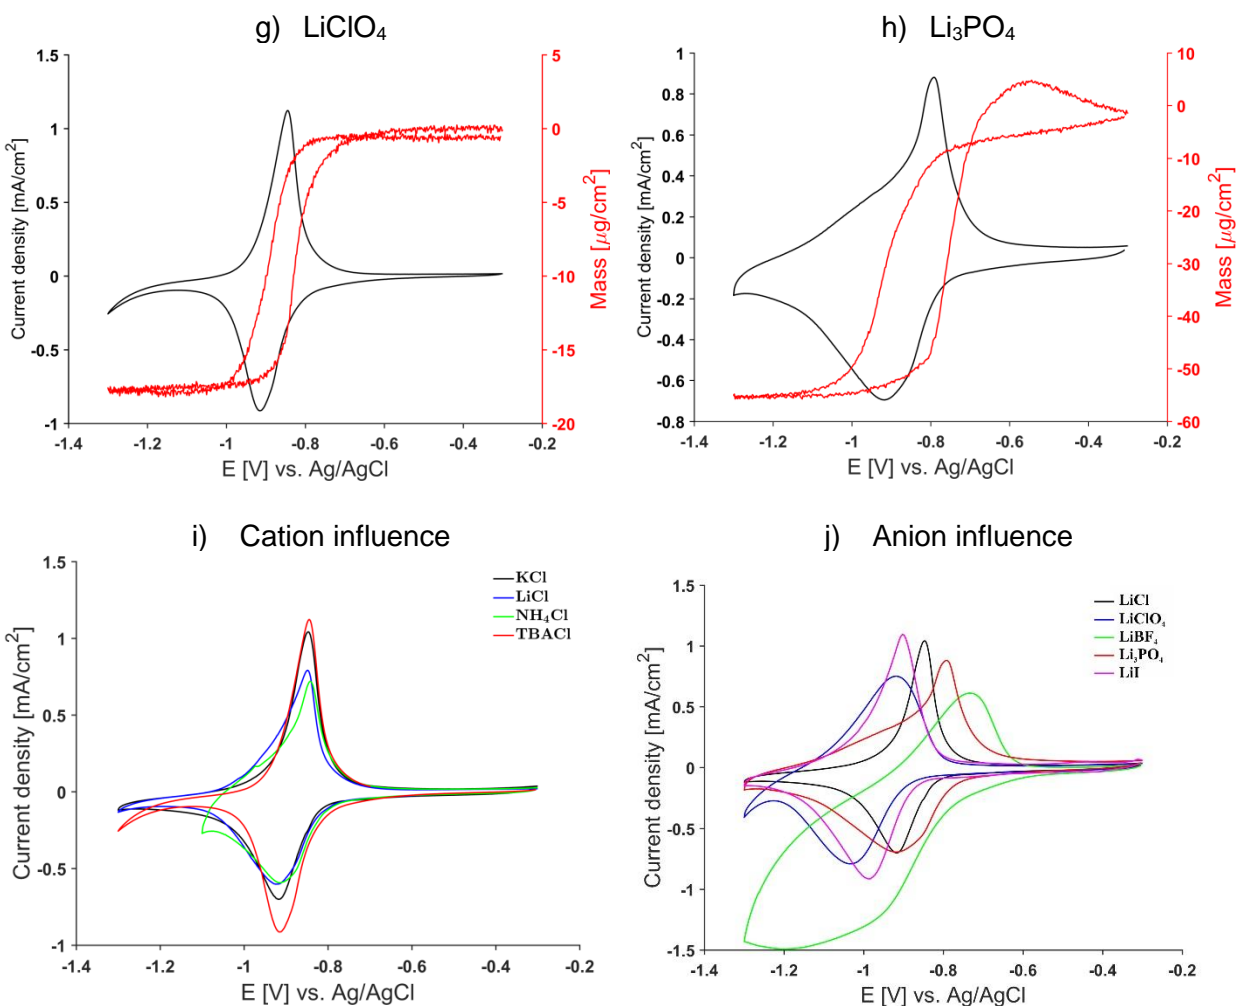 g) LiClO₄
1.5
1
0.5
0
-0.5
-1
Current density [mA/cm²]
5
0
-5
-10
-15
-20
Mass [µg/cm²]
-1.4 -1.2 -1 -0.8 -0.6 -0.4 -0.2
E [V] vs. Ag/AgCl
h) Li₃PO₄
1
0.8
0.6
0.4
0.2
0
-0.2
-0.4
-0.6
-0.8
Current density [mA/cm²]
10
0
-10
-20
-30
-40
-50
-60
Mass [µg/cm²]
-1.4 -1.2 -1 -0.8 -0.6 -0.4 -0.2
E [V] vs. Ag/AgCl
i) Cation influence
1.5
1
0.5
0
-0.5
-1
Current density [mA/cm²]
KCl
LiCl
NH₄Cl
TBACl
-1.4 -1.2 -1 -0.8 -0.6 -0.4 -0.2
E [V] vs. Ag/AgCl
j) Anion influence
1.5
1
0.5
0
-0.5
-1
-1.5
Current density [mA/cm²]
LiCl
LiClO₄
LiBF₄
Li₃PO₄
LiI
-1.4 -1.2 -1 -0.8 -0.6 -0.4 -0.2
E [V] vs. Ag/AgCl